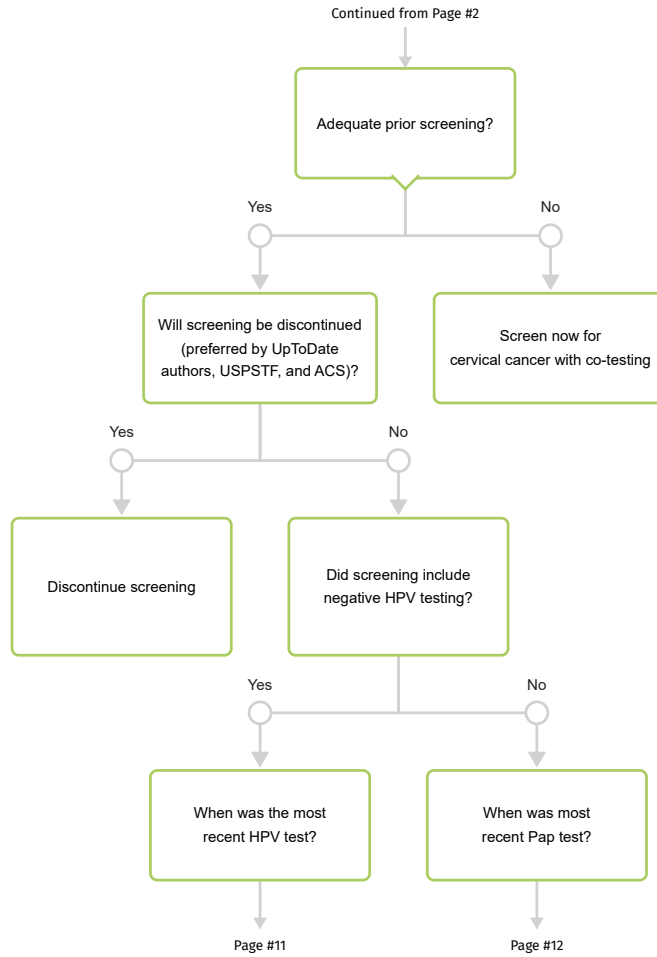 Continued from Page #2
Adequate prior screening?
Yes
No
Will screening be discontinued
(preferred by UpToDate
authors, USPSTF, and ACS)?
Screen now for
cervical cancer with co-testing
Yes
No
Discontinue screening
Did screening include
negative HPV testing?
Yes
No
When was the most
recent HPV test?
When was most
recent Pap test?
Page #11
Page #12